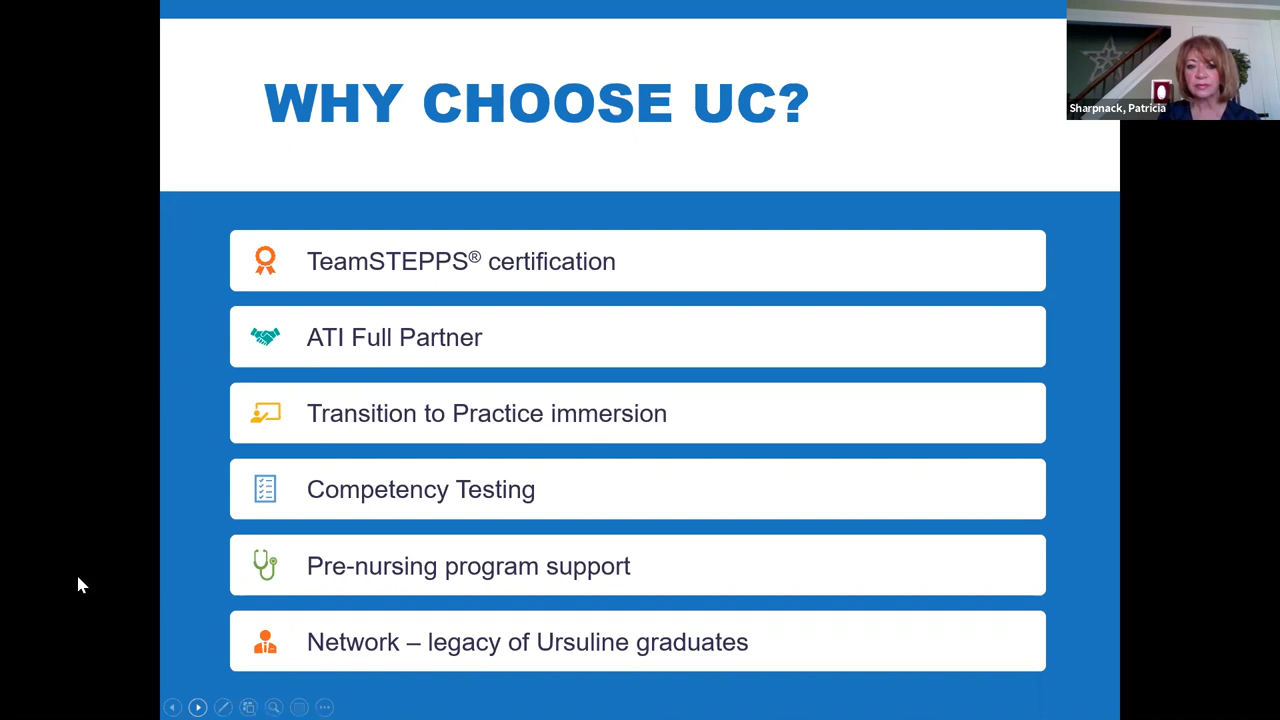 WHY CHOOSE UC?
Sharpnack, Patricia
TeamSTEPPS® certification
ATI Full Partner
Transition to Practice immersion
Competency Testing
Pre-nursing program support
Network – legacy of Ursuline graduates